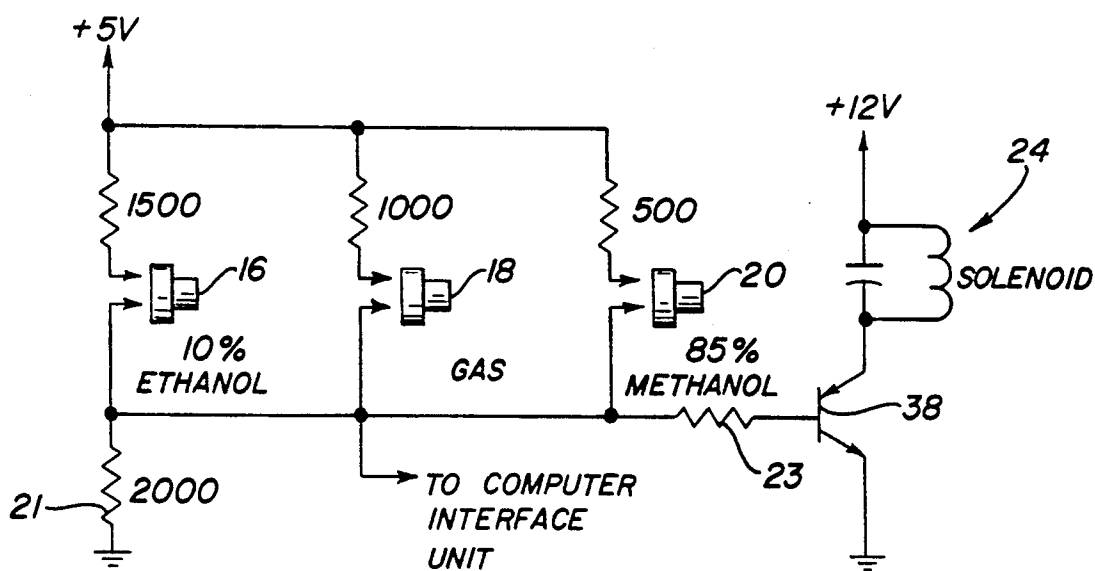 +5V
+12V
24
1500
1000
500
16
18
20
SOLENOID
10%
ETHANOL
GAS
85%
METHANOL
38
23
21
2000
TO COMPUTER
INTERFACE
UNIT